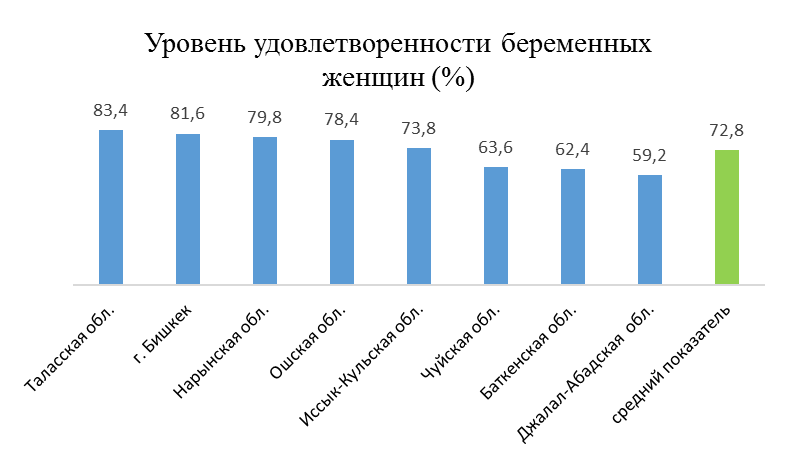 Уровень удовлетворенности беременных
женщин (%)
83,4
81,6
79,8
78,4
73,8
63,6
62,4
59,2
72,8
Таласская обл.
г. Бишкек
Нарынская обл.
Ошская обл.
Иссык-Кульская обл.
Чуйская обл.
Баткенская обл.
Джалал-Абадская обл.
средний показатель